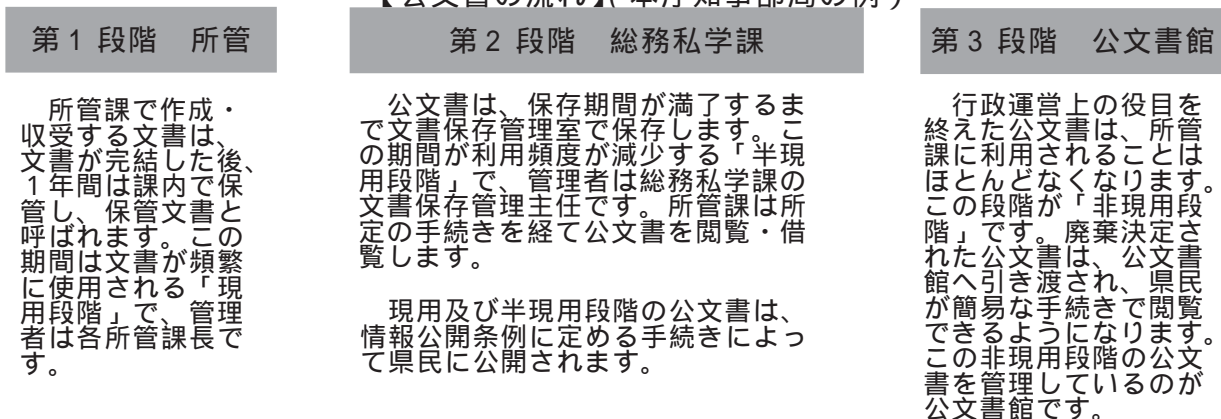 【公文書の流れ】(本庁知事部局の例)
第1段階 所管
所管課で作成・
収受する文書は、
文書が完結した後、
1年間は課内で保
管し、保管文書と
呼ばれます。この
期間は文書が頻繁
に使用される「現
用段階」で、管理
者は各所管課長で
す。
第2段階 総務私学課
公文書は、保存期間が満了するま
で文書保存管理室で保存します。こ
の期間が利用頻度が減少する「半現
用段階」で、管理者は総務私学課の
文書保存管理主任です。所管課は所
定の手続きを経て公文書を閲覧・借
覧します。
現用及び半現用段階の公文書は、
情報公開条例に定める手続きによっ
て県民に公開されます。
第3段階 公文書館
行政運営上の役目を
終えた公文書は、所管
課に利用されることは
ほとんどなくなります。
この段階が「非現用段
階」です。廃棄決定さ
れた公文書は、公文書
館へ引き渡され、県民
が簡易な手続きで閲覧
できるようになります。
この非現用段階の公文
書を管理しているのが
公文書館です。